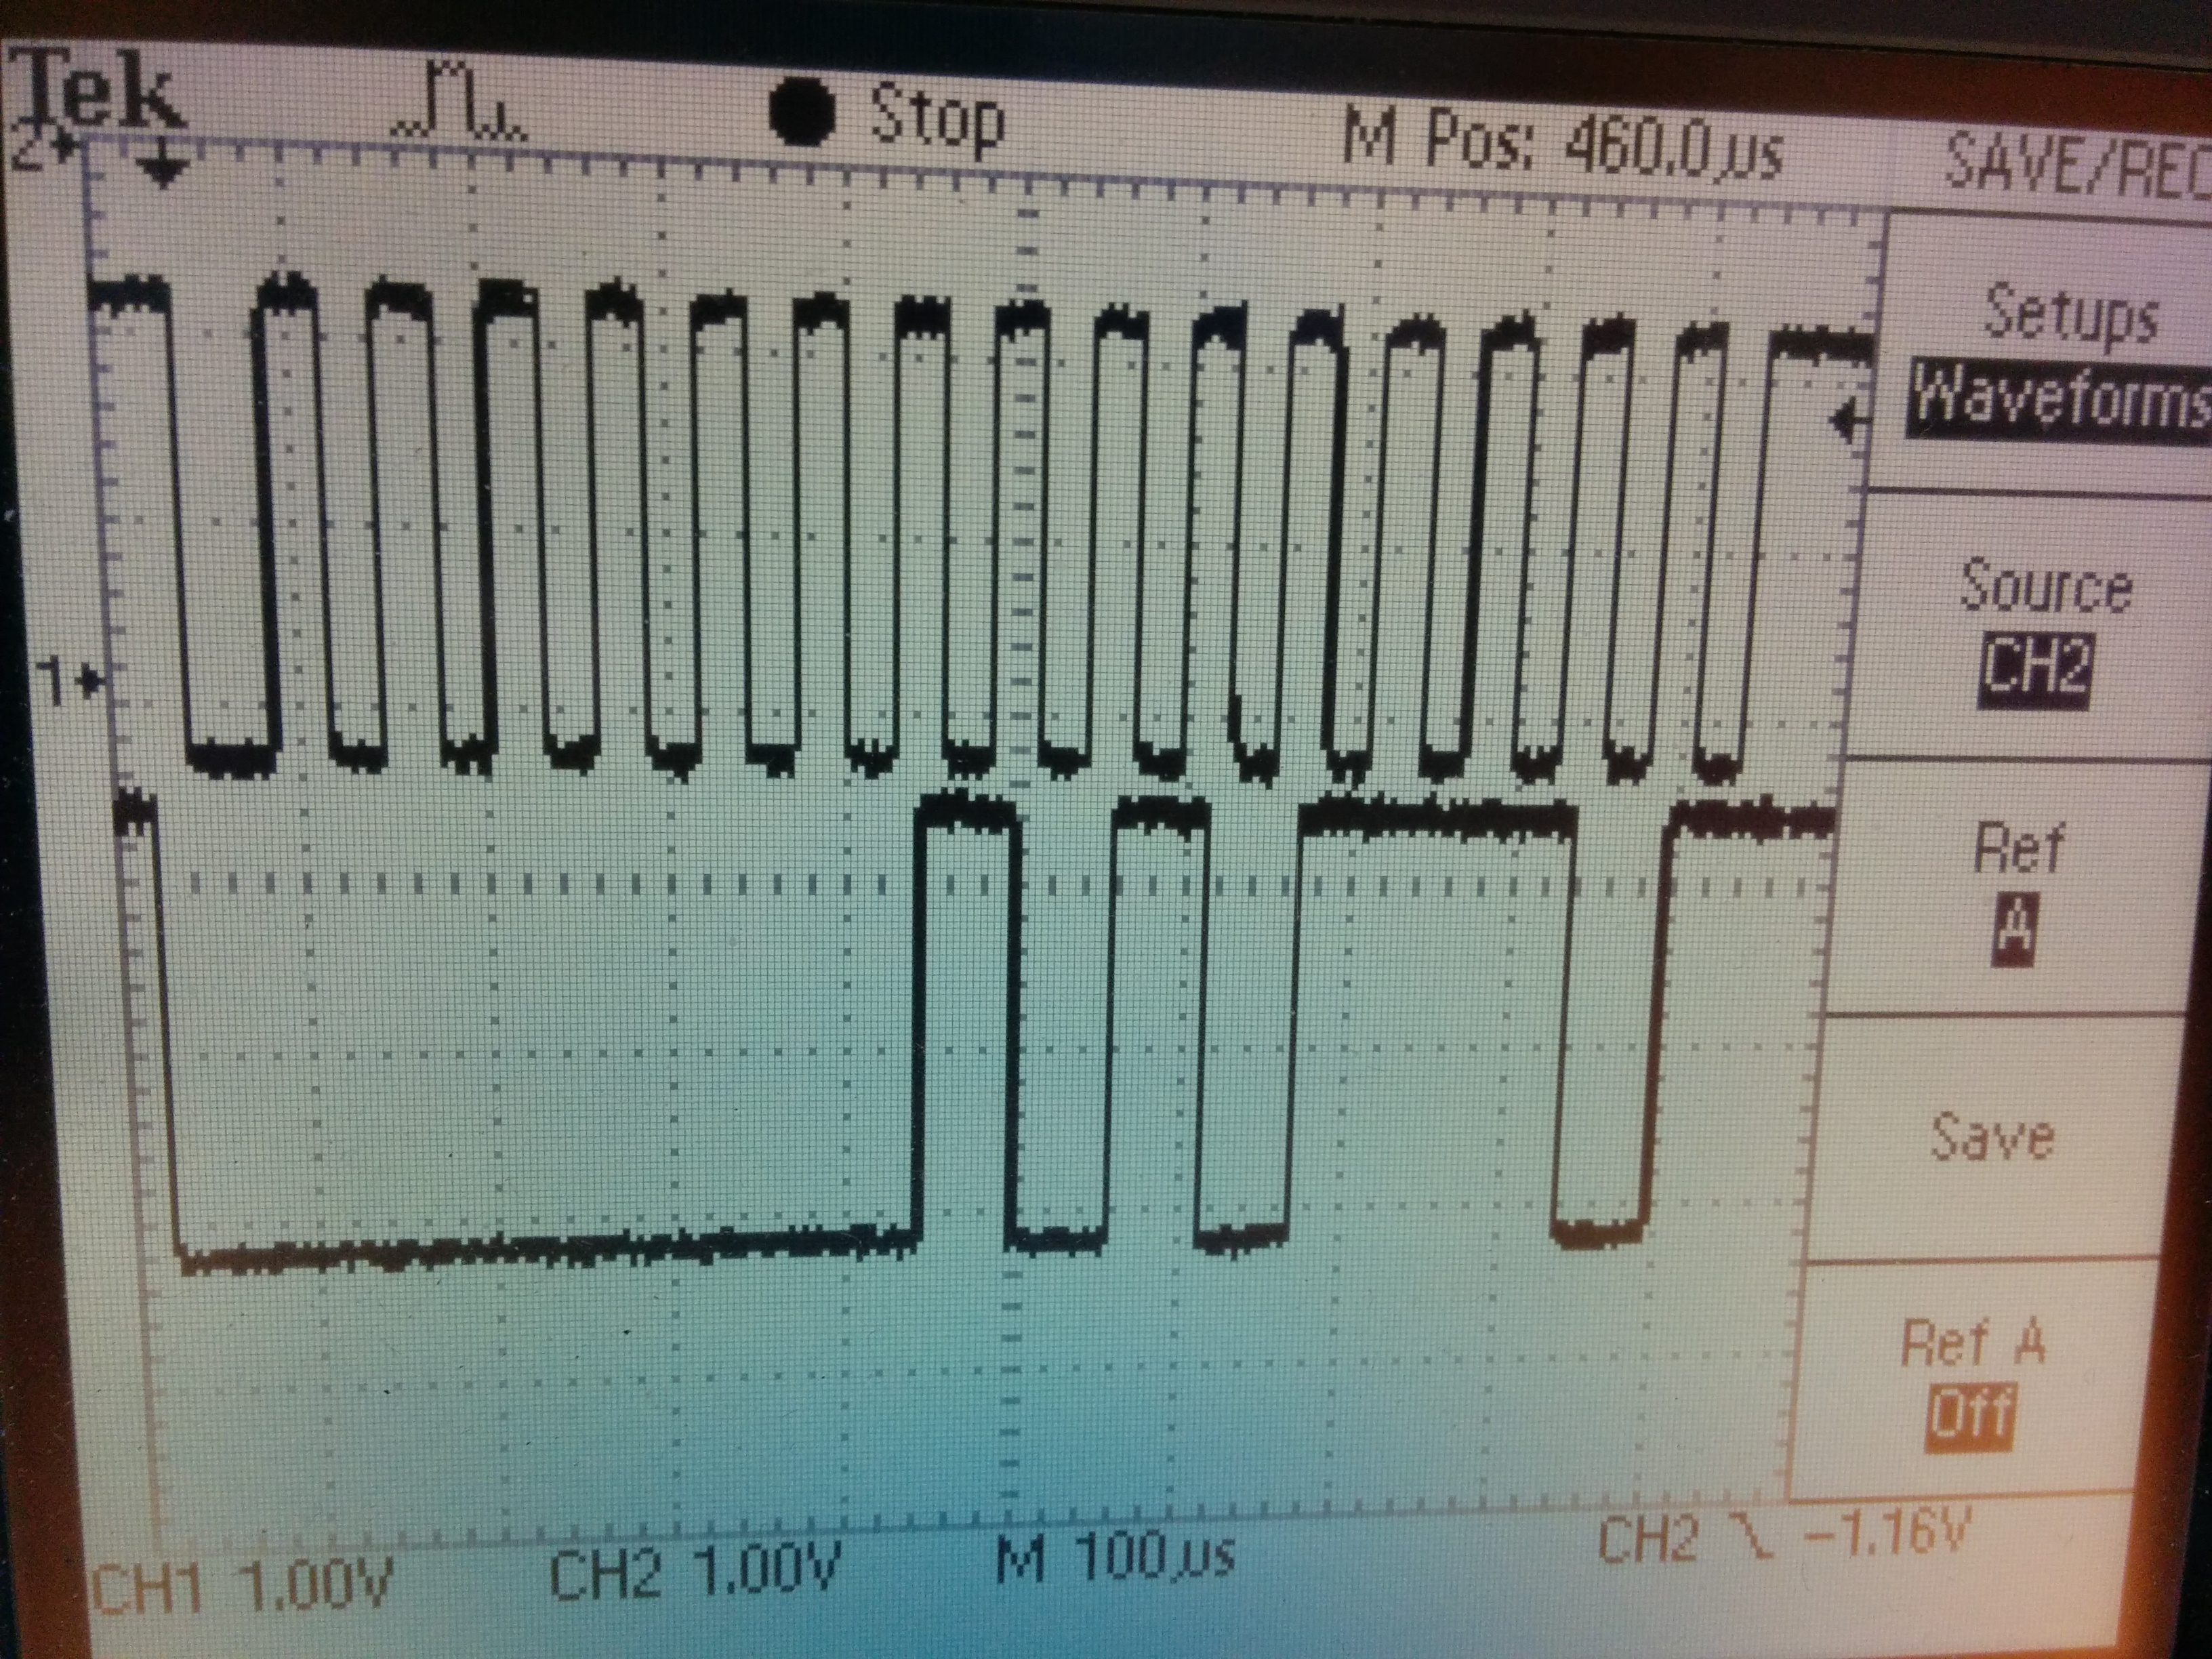 Tek Stop M Pos: 460.0µs SAVE/REC
2
Setups
Waveforms
Source
CH2
1
Ref
A
Save
Ref A
Off
CH1 1.00V CH2 1.00V M 100µs CH2 -1.16V